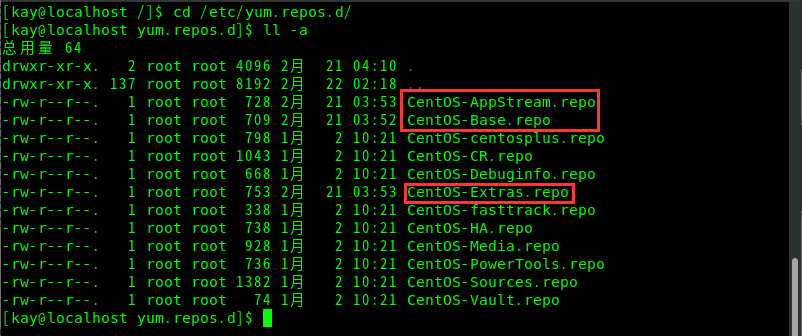 [kay@localhost /]$ cd /etc/yum.repos.d/
[kay@localhost yum.repos.d]$ ll -a
总用量 64
drwxr-xr-x.   2 root root 4096 2月  21 04:10 .
drwxr-xr-x. 137 root root 8192 2月  22 02:18 ..
-rw-r--r--.   1 root root  728 2月  21 03:53 CentOS-AppStream.repo
-rw-r--r--.   1 root root  709 2月  21 03:52 CentOS-Base.repo
-rw-r--r--.   1 root root  798 1月   2 10:21 CentOS-centosplus.repo
-rw-r--r--.   1 root root 1043 1月   2 10:21 CentOS-CR.repo
-rw-r--r--.   1 root root  668 1月   2 10:21 CentOS-Debuginfo.repo
-rw-r--r--.   1 root root  753 2月  21 03:53 CentOS-Extras.repo
-rw-r--r--.   1 root root  338 1月   2 10:21 CentOS-fasttrack.repo
-rw-r--r--.   1 root root  738 1月   2 10:21 CentOS-HA.repo
-rw-r--r--.   1 root root  928 1月   2 10:21 CentOS-Media.repo
-rw-r--r--.   1 root root  736 1月   2 10:21 CentOS-PowerTools.repo
-rw-r--r--.   1 root root 1382 1月   2 10:21 CentOS-Sources.repo
-rw-r--r--.   1 root root   74 1月   2 10:21 CentOS-Vault.repo
[kay@localhost yum.repos.d]$